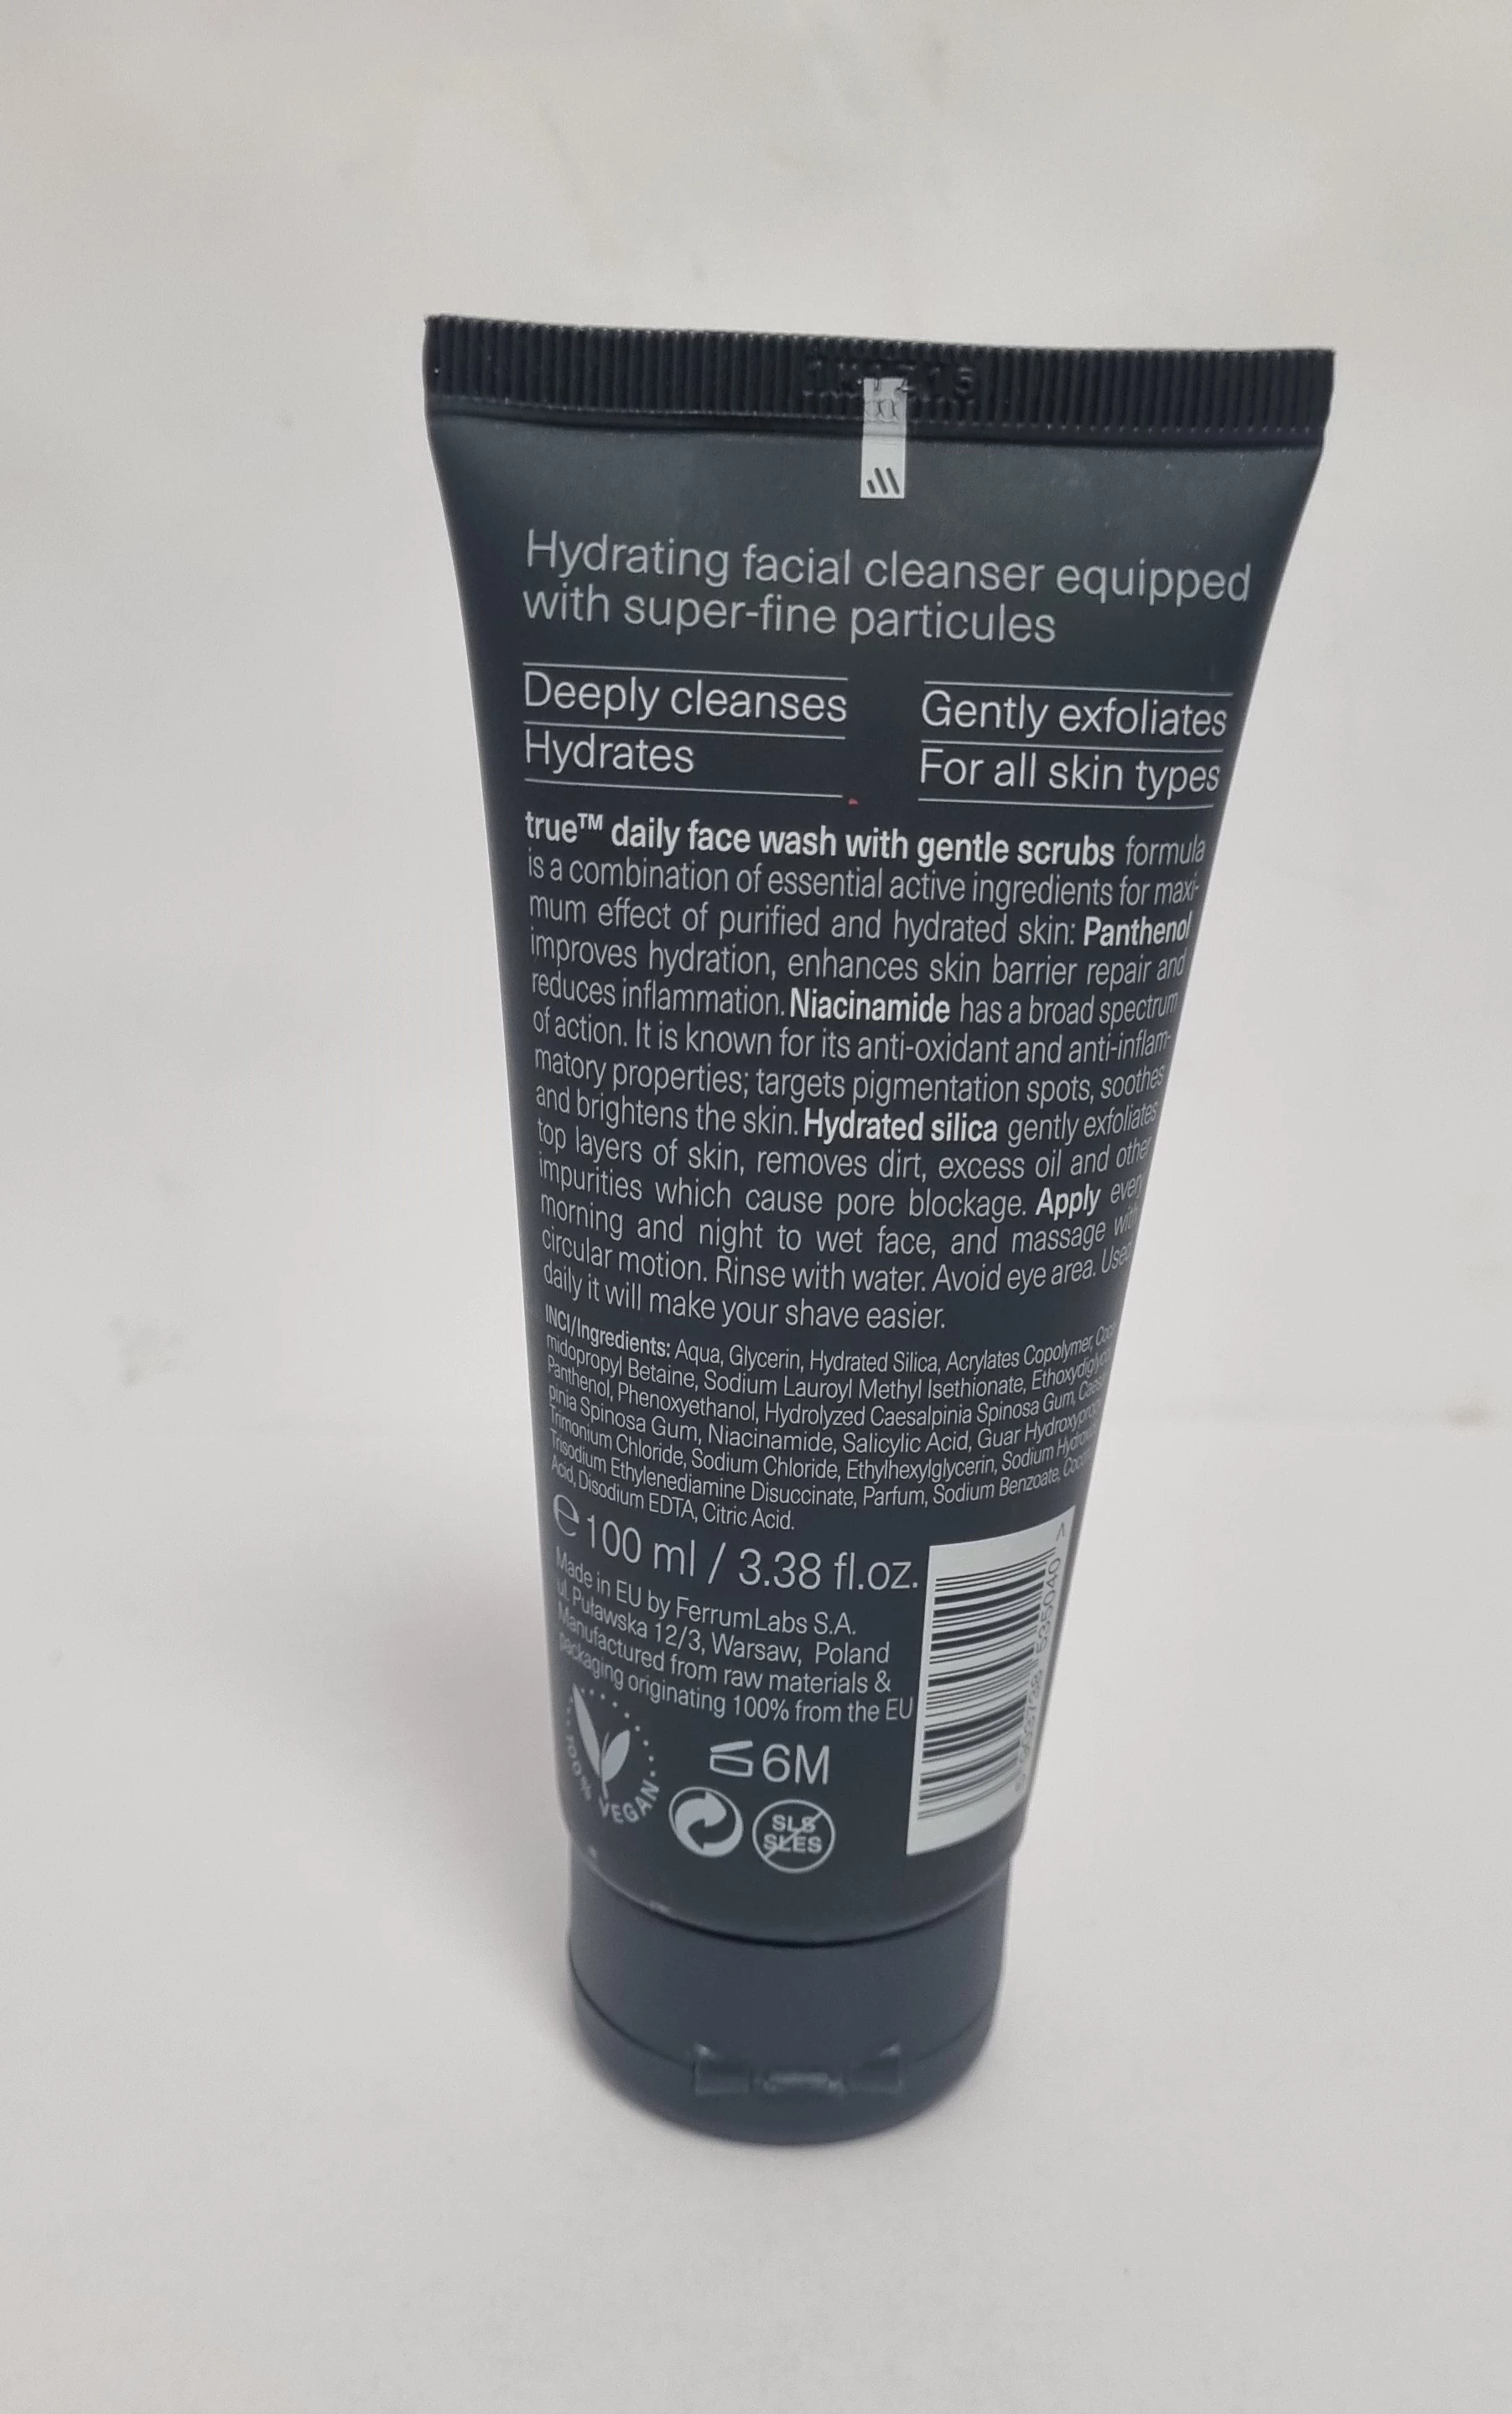 Hydrating facial cleanser equipped
with super-fine particules
Deeply cleanses
Gently exfoliates
Hydrates
For all skin types
true™ daily face wash with gentle scrubs formula
is a combination of essential active ingredients for maxi-
mum effect of purified and hydrated skin: Panthenol
improves hydration, enhances skin barrier repair and
reduces inflammation. Niacinamide has a broad spectrum
of action. It is known for its anti-oxidant and anti-inflam-
matory properties; targets pigmentation spots, soothes
and brightens the skin. Hydrated silica gently exfoliates
top layers of skin, removes dirt, excess oil and other
impurities which cause pore blockage. Apply every
morning and night to wet face, and massage with
circular motion. Rinse with water. Avoid eye area. Used
daily it will make your shave easier.
INCI/Ingredients: Aqua, Glycerin, Hydrated Silica, Acrylates Copolymer,
midopropyl Betaine, Sodium Lauroyl Methyl Isethionate,
Panthenol, Phenoxyethanol, Hydrolyzed Caesalpinia Spinosa Gum,
pinia Spinosa Gum, Niacinamide, Salicylic Acid, Guar
Trimonium Chloride, Sodium Chloride, Ethylhexylglycerin, Sodium
Trisodium Ethylenediamine Disuccinate, Parfum, Sodium Benzoate,
Acid, Disodium EDTA, Citric Acid.
℮ 100 ml / 3.38 fl.oz.
Made in EU by FerrumLabs S.A.
ul. Puławska 12/3, Warsaw, Poland
Manufactured from raw materials &
packaging originating 100% from the EU
100% VEGAN
6M
SLS
SLES